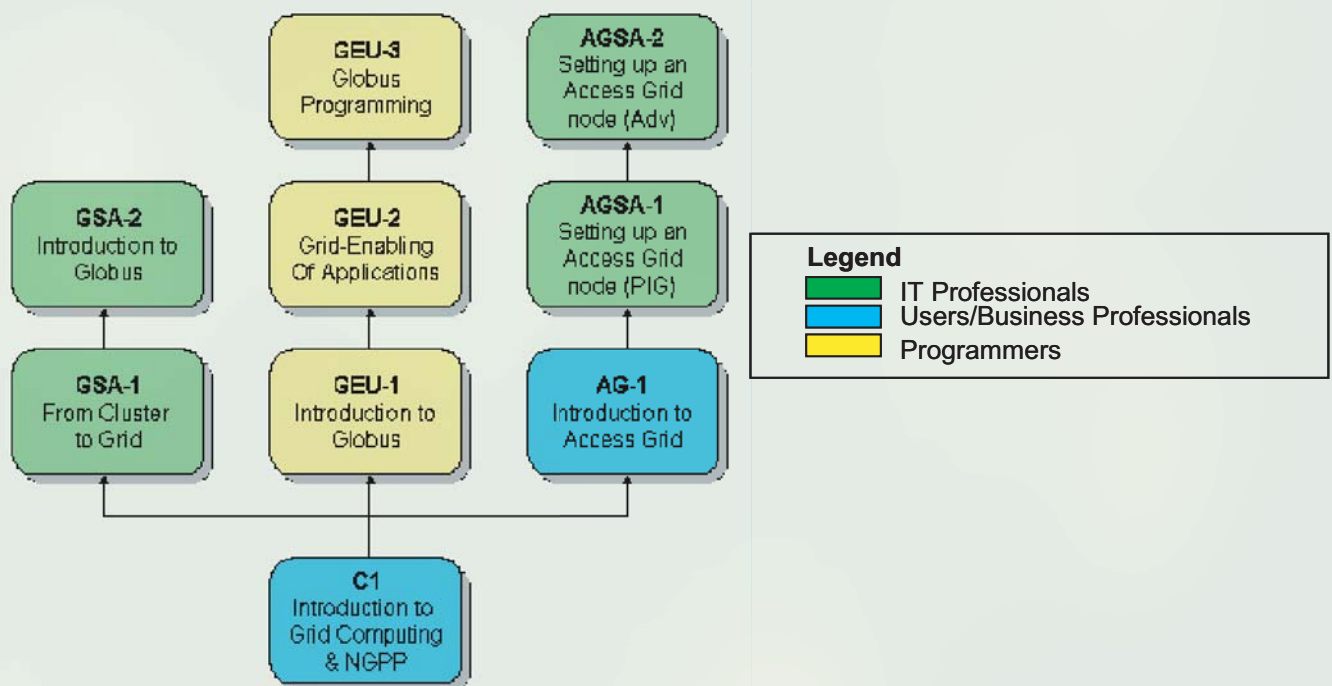 GEU-3
Globus
Programming
AGSA-2
Setting up an
Access Grid
node (Adv)
GSA-2
Introduction to
Globus
GEU-2
Grid-Enabling
Of Applications
AGSA-1
Setting up an
Access Grid
node (PIG)
Legend
IT Professionals
Users/Business Professionals
Programmers
GSA-1
From Cluster
to Grid
GEU-1
Introduction to
Globus
AG-1
Introduction to
Access Grid
C1
Introduction to
Grid Computing
& NGPP